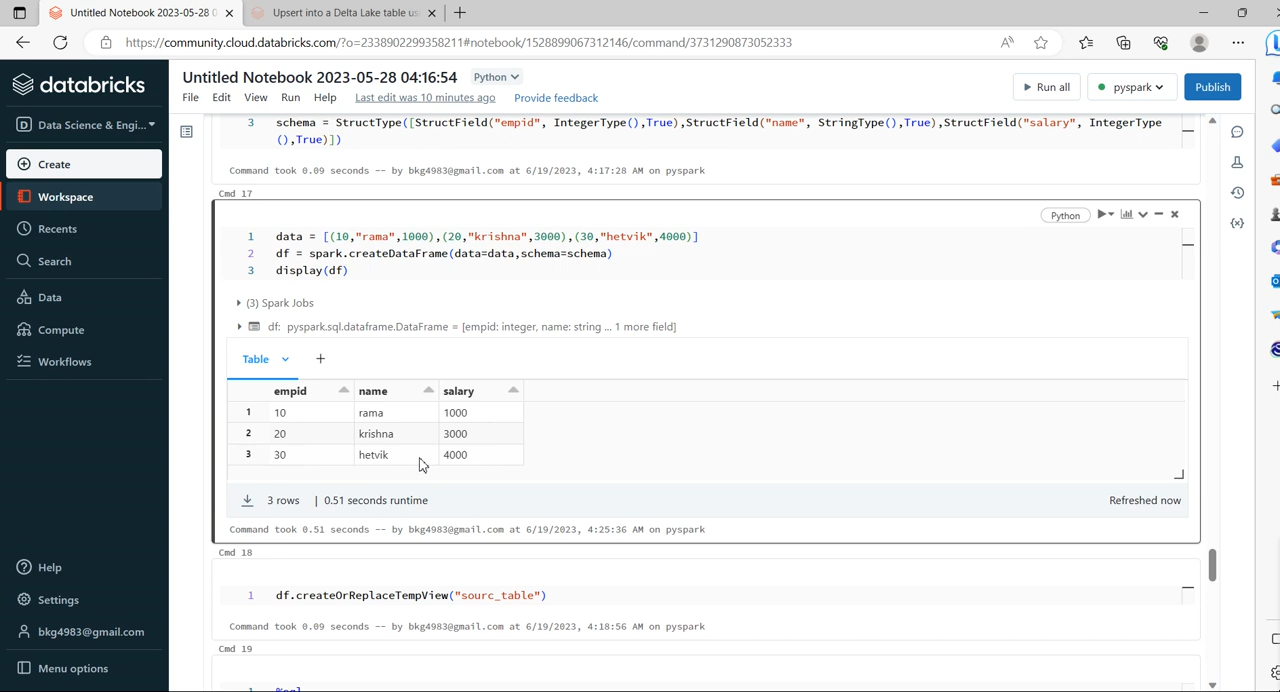 Untitled Notebook 2023-05-28 0
Upsert into a Delta Lake table us
https://community.cloud.databricks.com/?o=2338902299358211#notebook/1528899067312146/command/3731290873052333
databricks
Untitled Notebook 2023-05-28 04:16:54 Python
File Edit View Run Help Last edit was 10 minutes ago Provide feedback
Run all pyspark Publish
Data Science & Engi...
Create
Workspace
Recents
Search
Data
Compute
Workflows
Help
Settings
bkg4983@gmail.com
Menu options
3 schema = StructType([StructField("empid", IntegerType(),True),StructField("name", StringType(),True),StructField("salary", IntegerType
(),True)])
Command took 0.09 seconds -- by bkg4983@gmail.com at 6/19/2023, 4:17:28 AM on pyspark
Cmd 17
Python
1 data = [(10,"rama",1000),(20,"krishna",3000),(30,"hetvik",4000)]
2 df = spark.createDataFrame(data=data,schema=schema)
3 display(df)
(3) Spark Jobs
df: pyspark.sql.dataframe.DataFrame = [empid: integer, name: string ... 1 more field]
Table
empid name salary
1 10 rama 1000
2 20 krishna 3000
3 30 hetvik 4000
3 rows | 0.51 seconds runtime Refreshed now
Command took 0.51 seconds -- by bkg4983@gmail.com at 6/19/2023, 4:25:36 AM on pyspark
Cmd 18
1 df.createOrReplaceTempView("sourc_table")
Command took 0.09 seconds -- by bkg4983@gmail.com at 6/19/2023, 4:18:56 AM on pyspark
Cmd 19
1 %sql